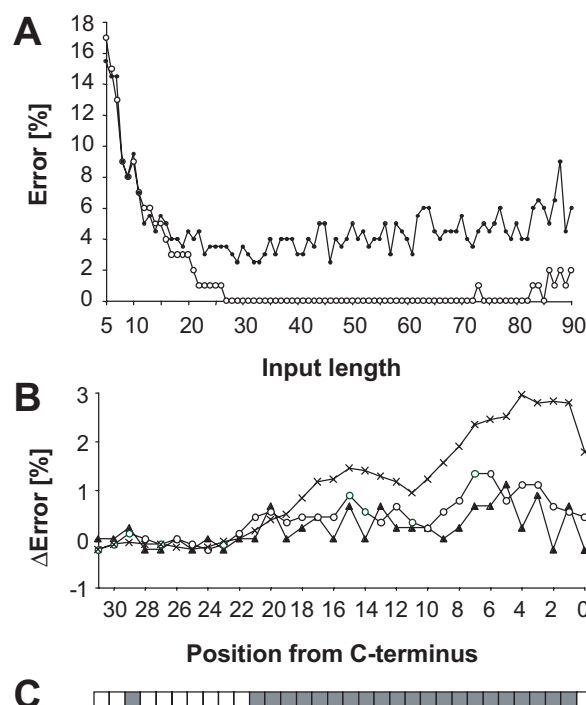 A
Error [%]
18
16
14
12
10
8
6
4
2
0
5 10 20 30 40 50 60 70 80 90
Input length
B
ΔError [%]
3
2
1
0
-1
30 28 26 24 22 20 18 16 14 12 10 8 6 4 2 0
Position from C-terminus
C